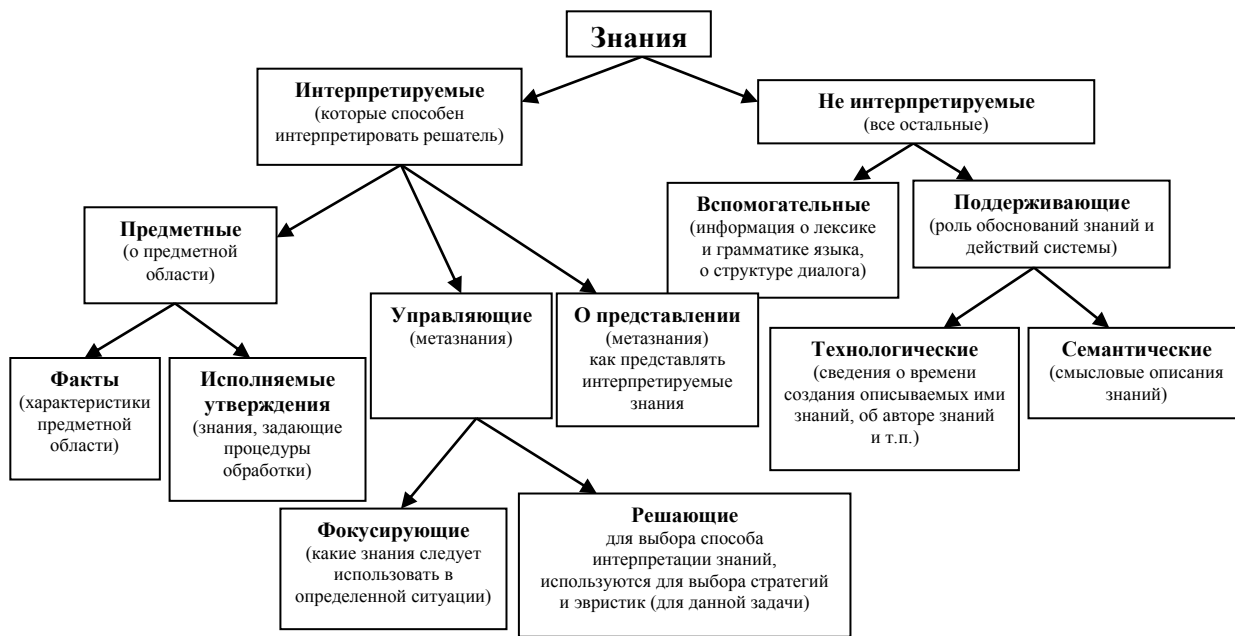 Знания
Интерпретируемые
(которые способен
интерпретировать решатель)
Не интерпретируемые
(все остальные)
Предметные
(о предметной
области)
Управляющие
(метазнания)
О представлении
(метазнания)
как представлять
интерпретируемые
знания
Вспомогательные
(информация о лексике
и грамматике языка,
о структуре диалога)
Поддерживающие
(роль обоснований знаний и
действий системы)
Факты
(характеристики
предметной
области)
Исполняемые
утверждения
(знания, задающие
процедуры
обработки)
Технологические
(сведения о времени
создания описываемых ими
знаний, об авторе знаний
и т.п.)
Семантические
(смысловые описания
знаний)
Фокусирующие
(какие знания следует
использовать в
определенной ситуации)
Решающие
для выбора способа
интерпретации знаний,
используются для выбора стратегий
и эвристик (для данной задачи)